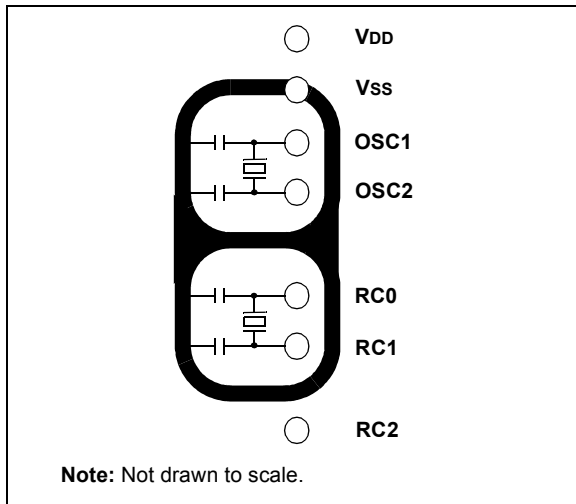 VDD
VSS
OSC1
OSC2
RC0
RC1
RC2
Note: Not drawn to scale.